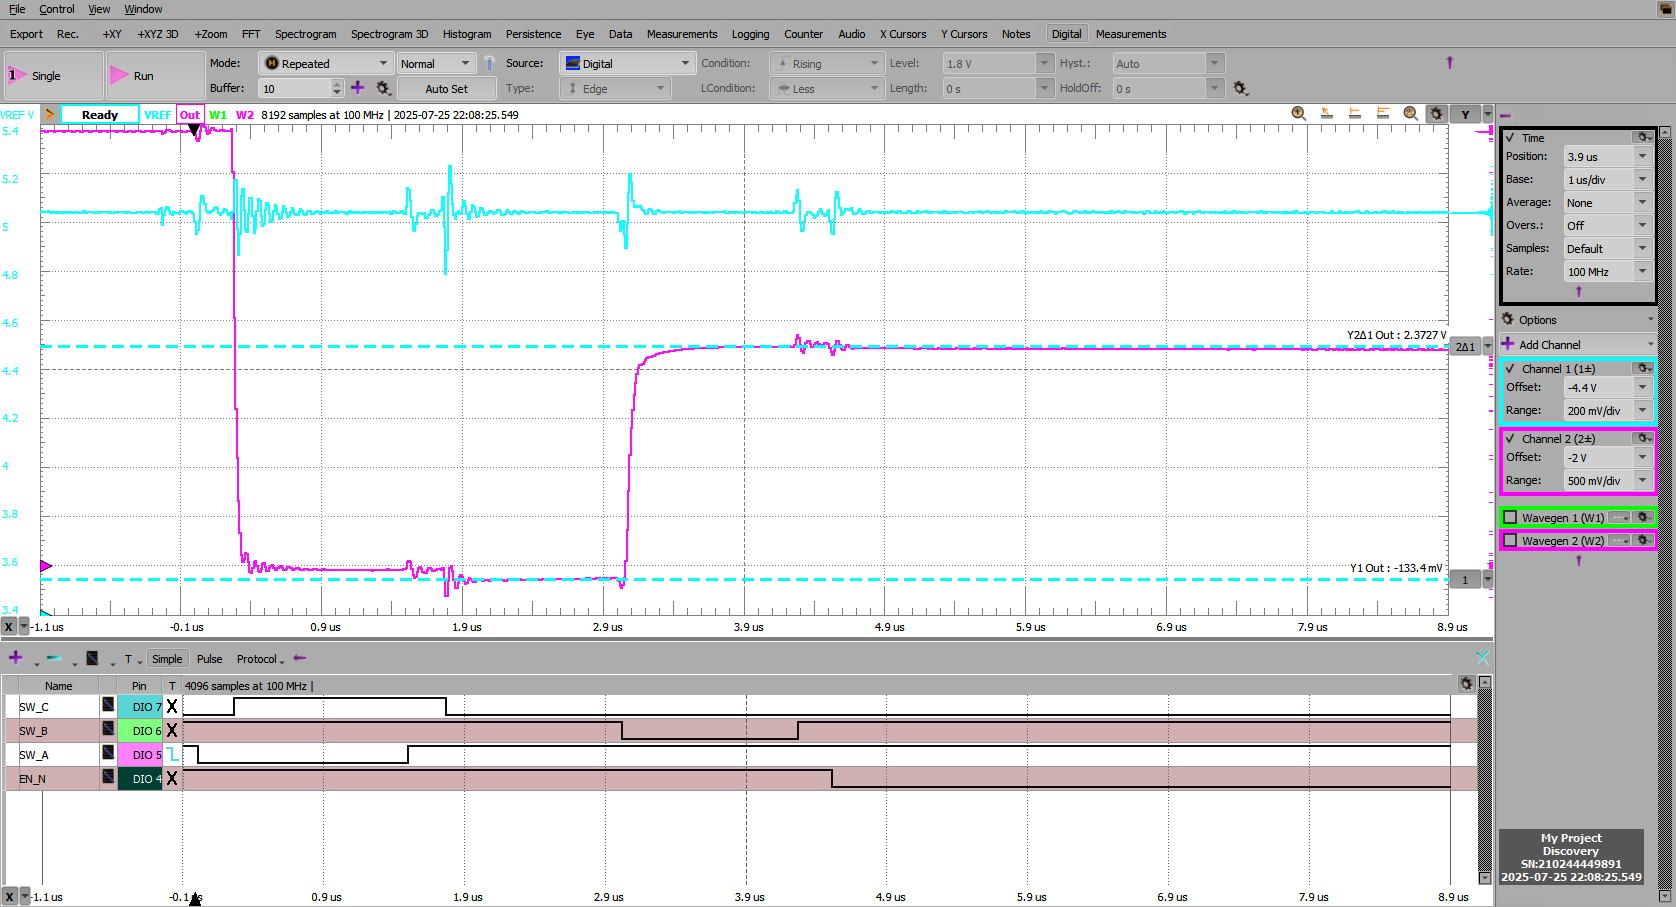 File Control View Window
Export Rec. +XY +XYZ 3D +Zoom FFT Spectrogram Spectrogram 3D Histogram Persistence Eye Data Measurements Logging Counter Audio X Cursors Y Cursors Notes Digital Measurements
1 Single Run Mode: Repeated Normal Source: Digital Condition: Rising Level: 1.8 V Hyst.: Auto
Buffer: 10 Auto Set Type: Edge LCondition: Less Length: 0 s HoldOff: 0 s
VREF V Ready VREF Out W1 W2 8192 samples at 100 MHz | 2025-07-25 22:08:25.549 Y
5.4
5.2
5
4.8
4.6
4.4
4.2
4
3.8
3.6
3.4
Y2Δ1 Out : 2.3727 V
2Δ1
Y1 Out : -133.4 mV
1
X -1.1 us -0.1 us 0.9 us 1.9 us 2.9 us 3.9 us 4.9 us 5.9 us 6.9 us 7.9 us 8.9 us
Time
Position: 3.9 us
Base: 1 us/div
Average: None
Overs.: Off
Samples: Default
Rate: 100 MHz
Options
Add Channel
Channel 1 (1±)
Offset: -4.4 V
Range: 200 mV/div
Channel 2 (2±)
Offset: -2 V
Range: 500 mV/div
Wavegen 1 (W1) ---
Wavegen 2 (W2) ---
T Simple Pulse Protocol
Name Pin T 4096 samples at 100 MHz |
SW_C DIO 7 X
SW_B DIO 6 X
SW_A DIO 5
EN_N DIO 4 X
X -1.1 us -0.1 us 0.9 us 1.9 us 2.9 us 3.9 us 4.9 us 5.9 us 6.9 us 7.9 us 8.9 us
My Project
Discovery
SN:210244449891
2025-07-25 22:08:25.549